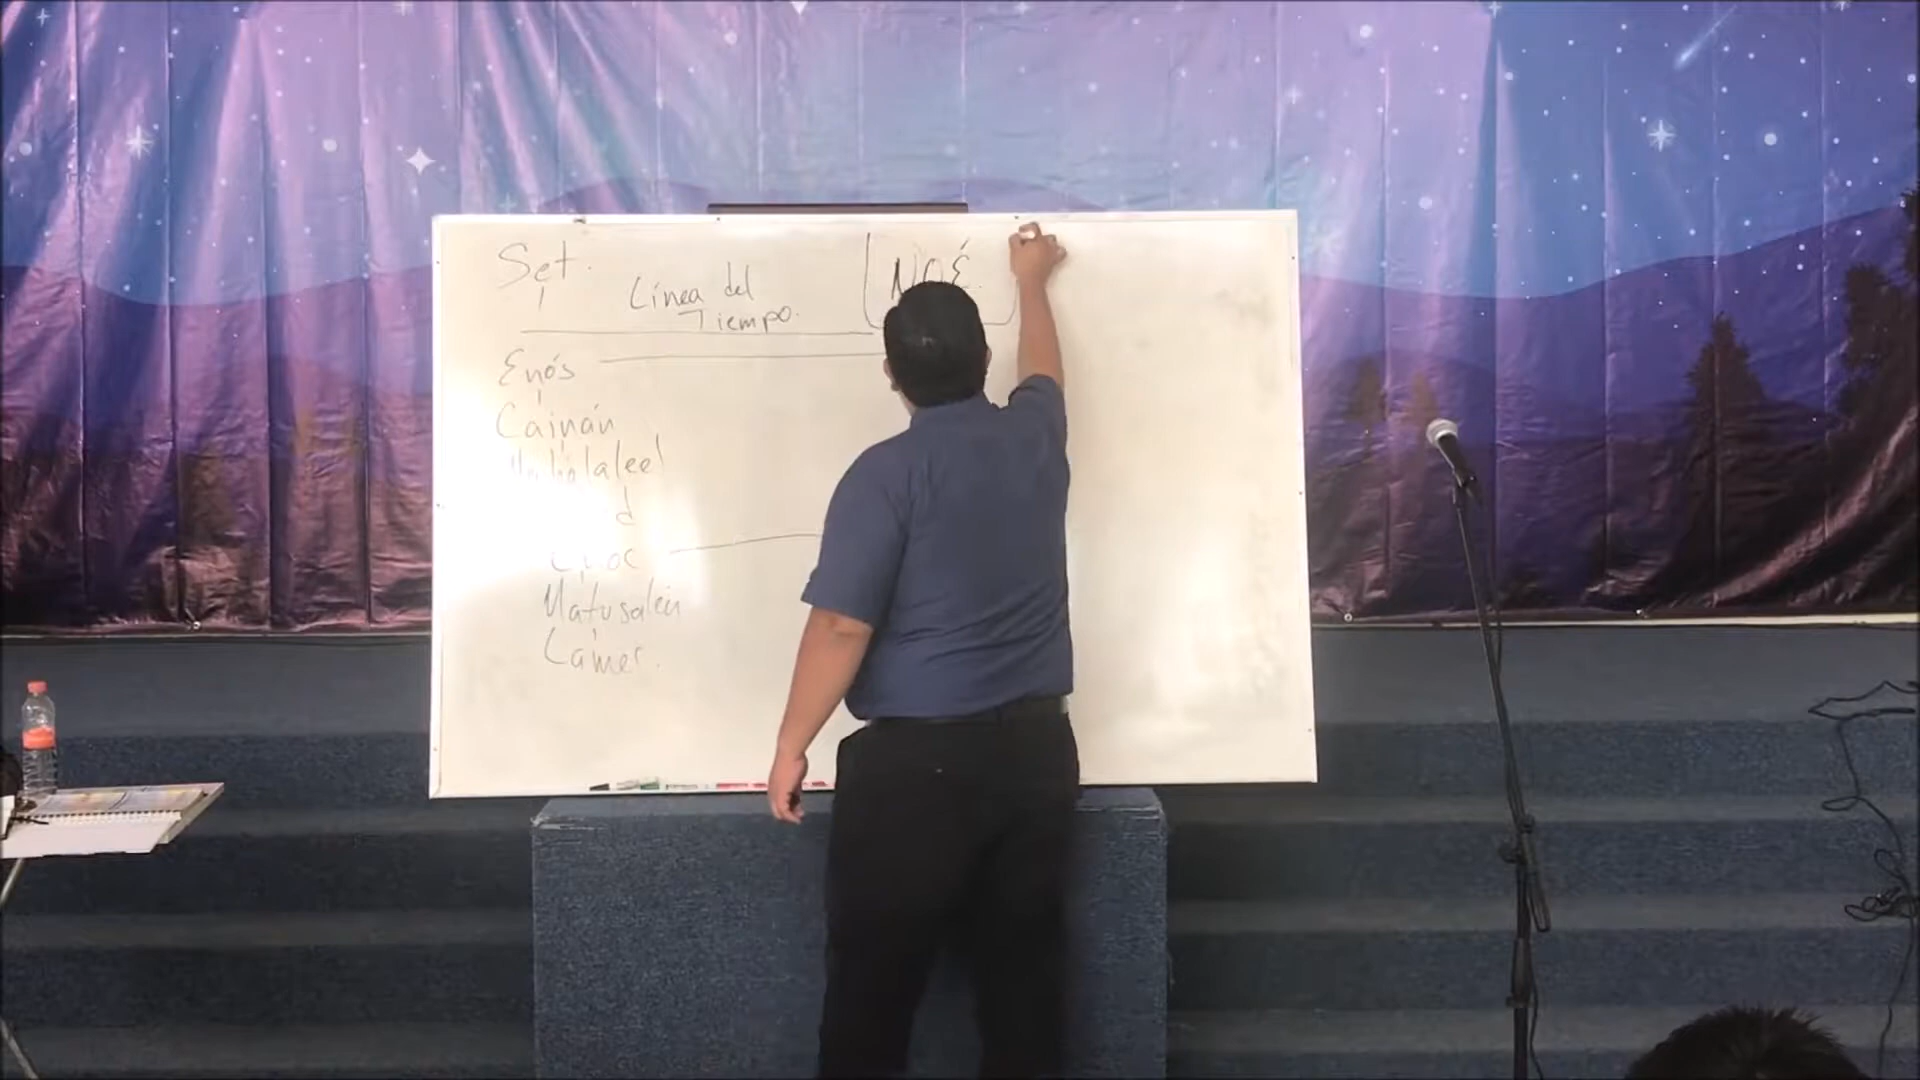 Set.
Línea del
Tiempo.
NOÉ
Enós
Cainán
Matusalén
Lamec.